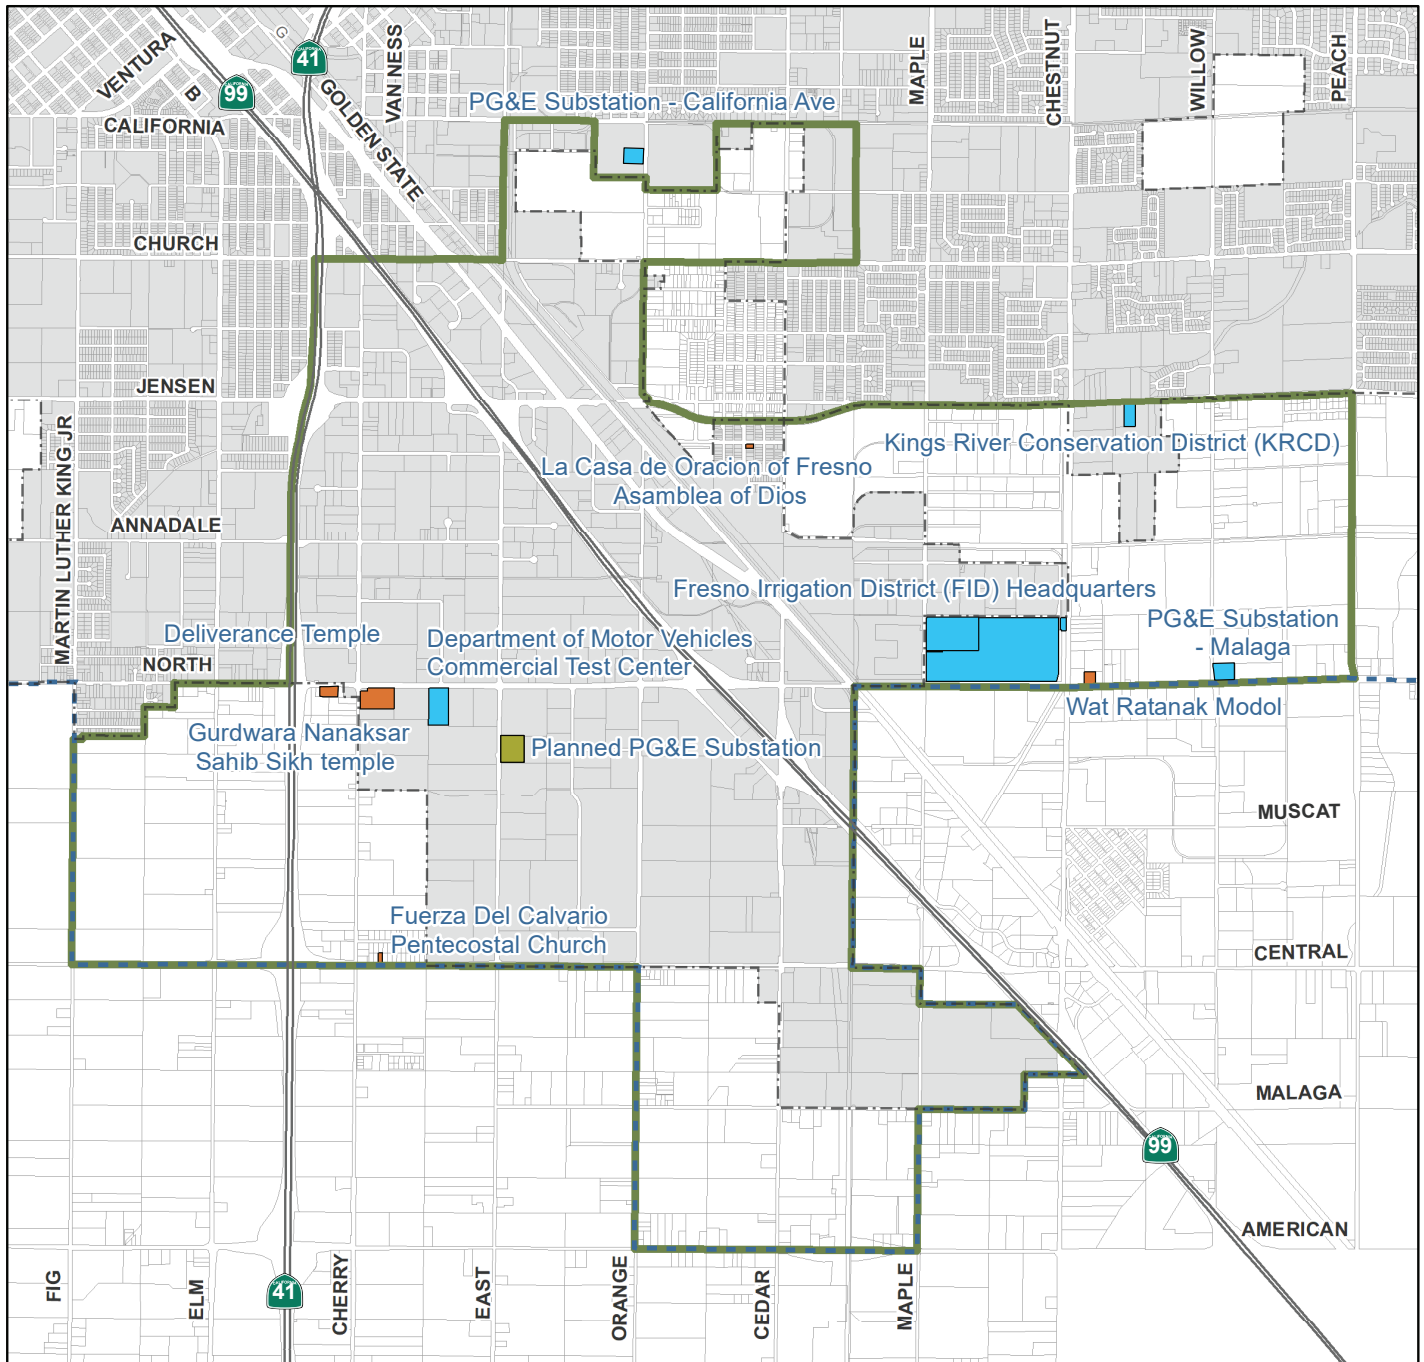 VENTURA
B
G
CALIFORNIA
41
CALIFORNIA
99
VAN NESS
GOLDEN STATE
CALIFORNIA
PG&E Substation - California Ave
MAPLE
CHESTNUT
WILLOW
PEACH
CHURCH
JENSEN
MARTIN LUTHER KING JR
ANNADALE
La Casa de Oracion of Fresno
Asamblea of Dios
Kings River Conservation District (KRCD)
Fresno Irrigation District (FID) Headquarters
PG&E Substation
- Malaga
Deliverance Temple
NORTH
Department of Motor Vehicles
Commercial Test Center
Wat Ratanak Modol
Gurdwara Nanaksar
Sahib Sikh temple
Planned PG&E Substation
MUSCAT
Fuerza Del Calvario
Pentecostal Church
CENTRAL
MALAGA
CALIFORNIA
99
AMERICAN
FIG
ELM
CALIFORNIA
41
CHERRY
EAST
ORANGE
CEDAR
MAPLE